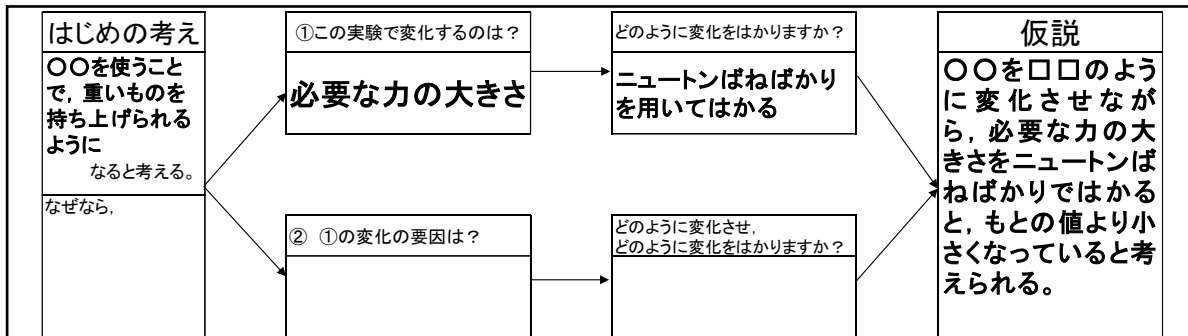 はじめの考え
〇〇を使うこと
で，重いものを
持ち上げられる
ように
なると考える。
なぜなら，
①この実験で変化するのは？
必要な力の大きさ
どのように変化をはかりますか？
ニュートンばねばかり
を用いてはかる
② ①の変化の要因は？
どのように変化させ，
どのように変化をはかりますか？
仮説
〇〇を□□のよう
に変化させなが
ら，必要な力の大
きさをニュートンば
ねばかりではかる
と，もとの値より小
さくなっていると考
えられる。